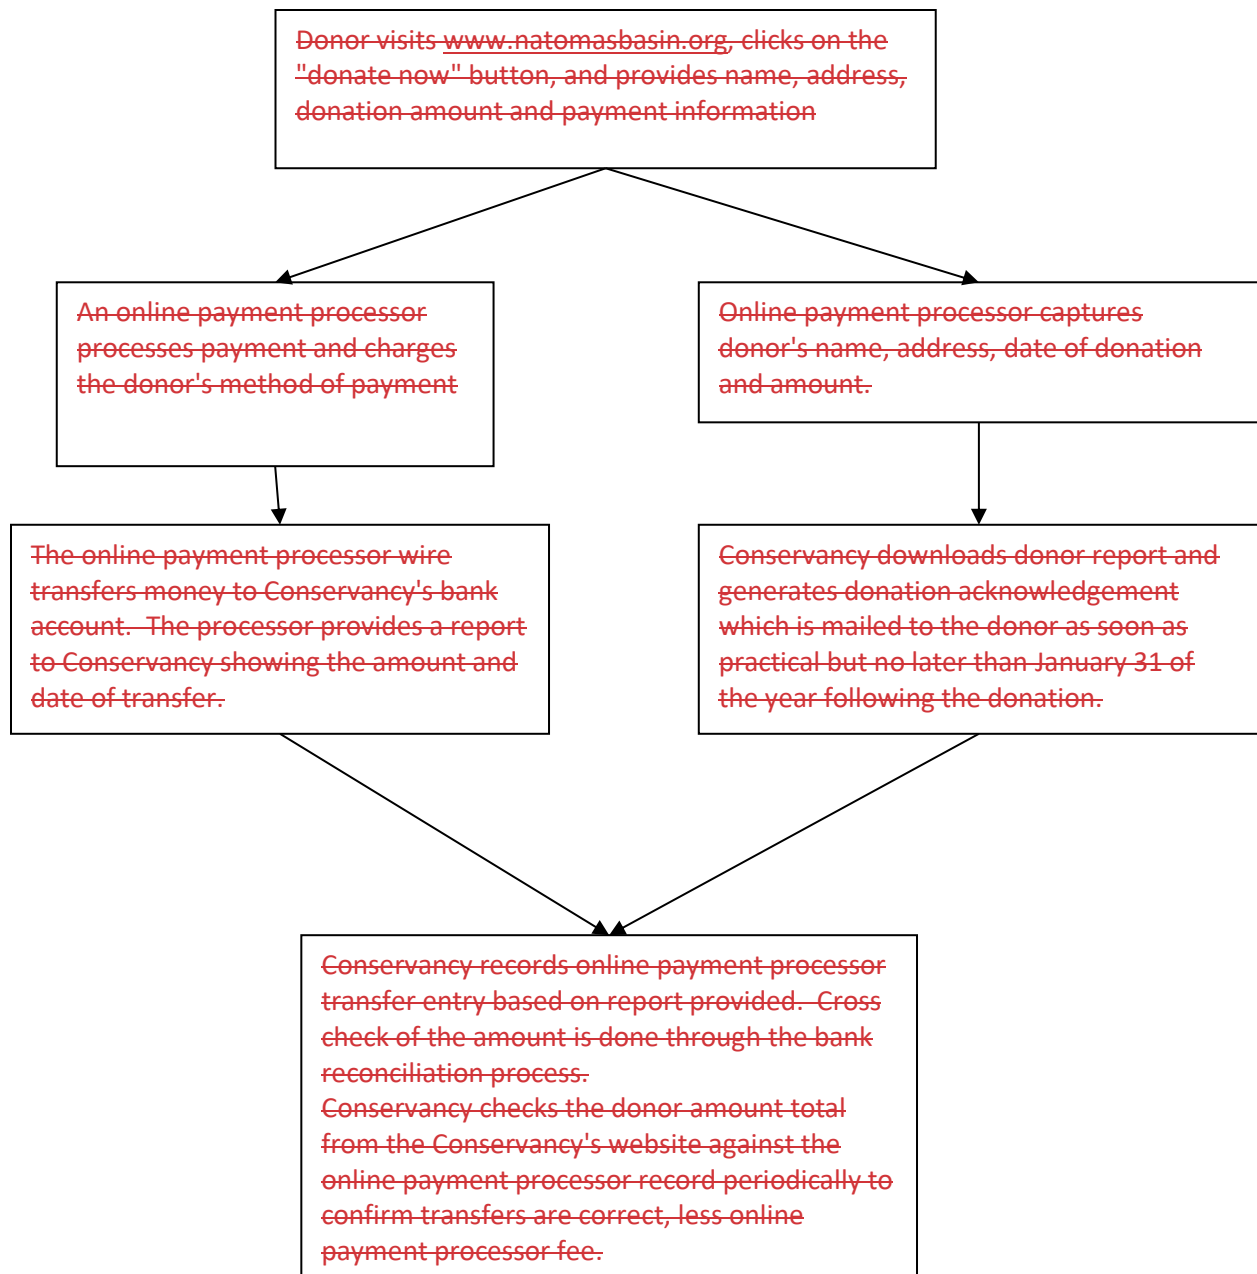 Donor visits www.natomasbasin.org, clicks on the
"donate now" button, and provides name, address,
donation amount and payment information
An online payment processor
processes payment and charges
the donor's method of payment
Online payment processor captures
donor's name, address, date of donation
and amount.
The online payment processor wire
transfers money to Conservancy's bank
account.  The processor provides a report
to Conservancy showing the amount and
date of transfer.
Conservancy downloads donor report and
generates donation acknowledgement
which is mailed to the donor as soon as
practical but no later than January 31 of
the year following the donation.
Conservancy records online payment processor
transfer entry based on report provided.  Cross
check of the amount is done through the bank
reconciliation process.
Conservancy checks the donor amount total
from the Conservancy's website against the
online payment processor record periodically to
confirm transfers are correct, less online
payment processor fee.